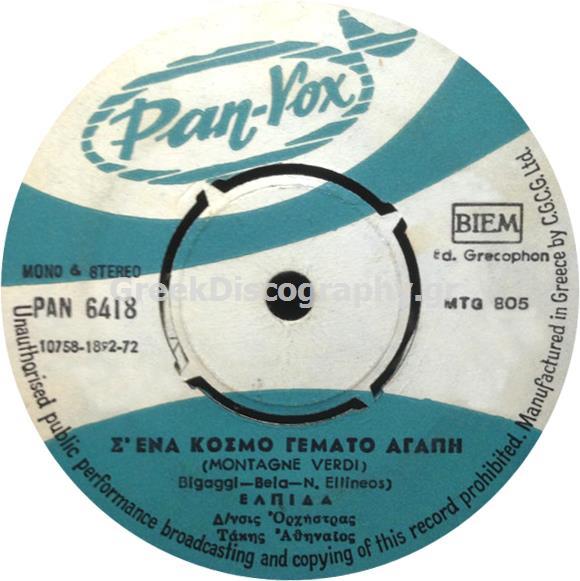 Pan-Vox
MONO & STEREO
BIEM
Ed. Grecophon
GreekDiscography.gr
PAN 6418
MTG 805
10758-1892-72
Σ' ΕΝΑ ΚΟΣΜΟ ΓΕΜΑΤΟ ΑΓΑΠΗ
(MONTAGNE VERDI)
Bigaggi—Bela—N. Ellineos)
ΕΛΠΙΔΑ
Δ/νσις Ὀρχήστρας
Τάκης Ἀθηναῖος
Unauthorised public performance broadcasting and copying of this record prohibited. Manufactured in Greece by C.G.C.G. Ltd.